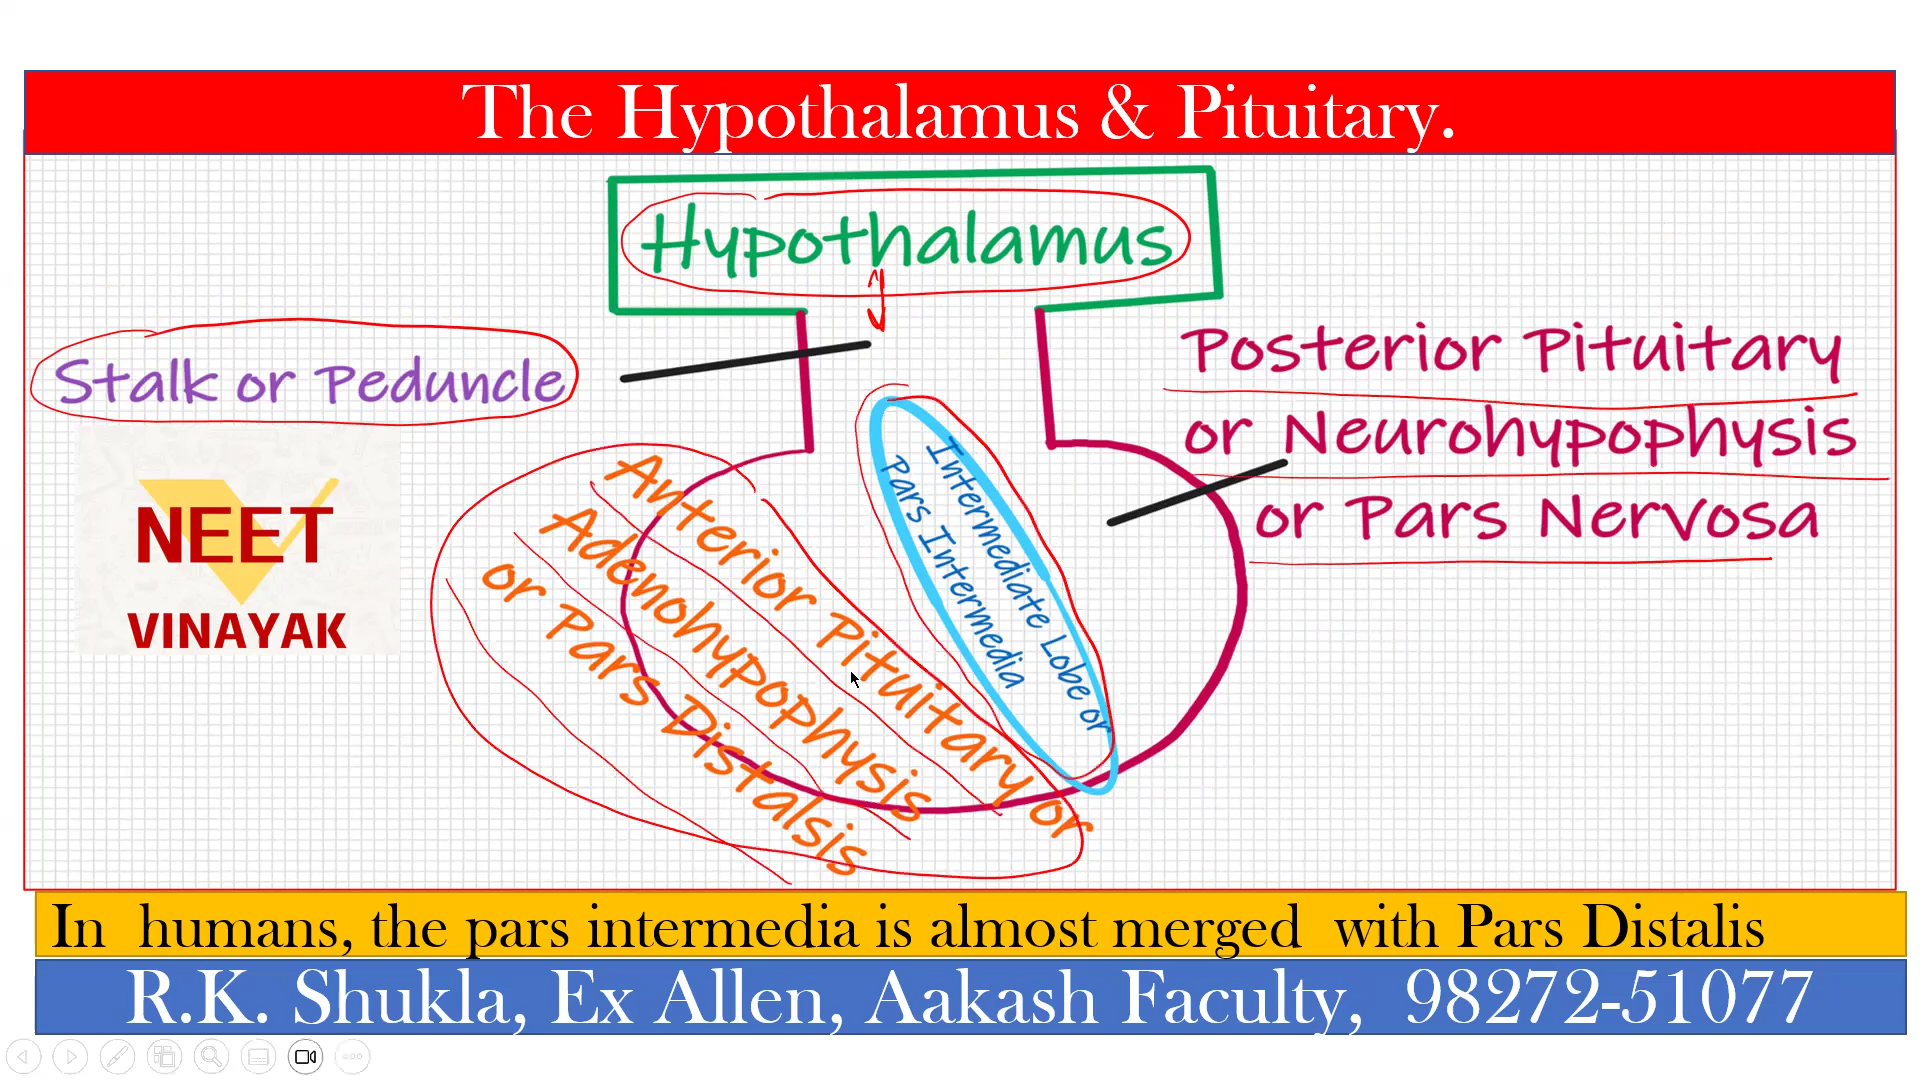 The Hypothalamus & Pituitary.
Hypothalamus
Stalk or Peduncle
Posterior Pituitary
or Neurohypophysis
or Pars Nervosa
NEET
VINAYAK
Intermediate Lobe or
Pars Intermedia
Anterior Pituitary or
Adenohypophysis
or Pars Distalsis
In humans, the pars intermedia is almost merged with Pars Distalis
R.K. Shukla, Ex Allen, Aakash Faculty, 98272-51077